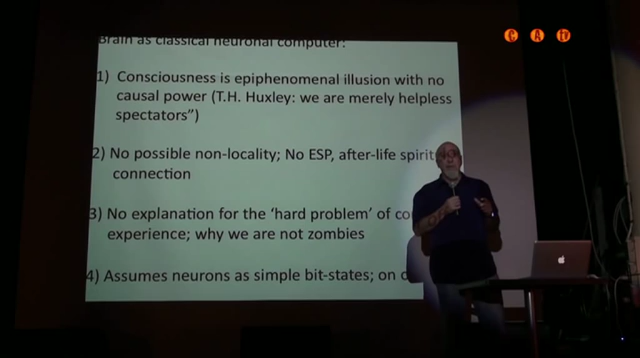 Brain as classical neuronal computer:
1) Consciousness is epiphenomenal illusion with no
causal power (T.H. Huxley: we are merely helpless
spectators”)
2) No possible non-locality; No ESP, after-life spirit
connection
3) No explanation for the ‘hard problem’ of
experience; why we are not zombies
4) Assumes neurons as simple bit-states; on
C A tv